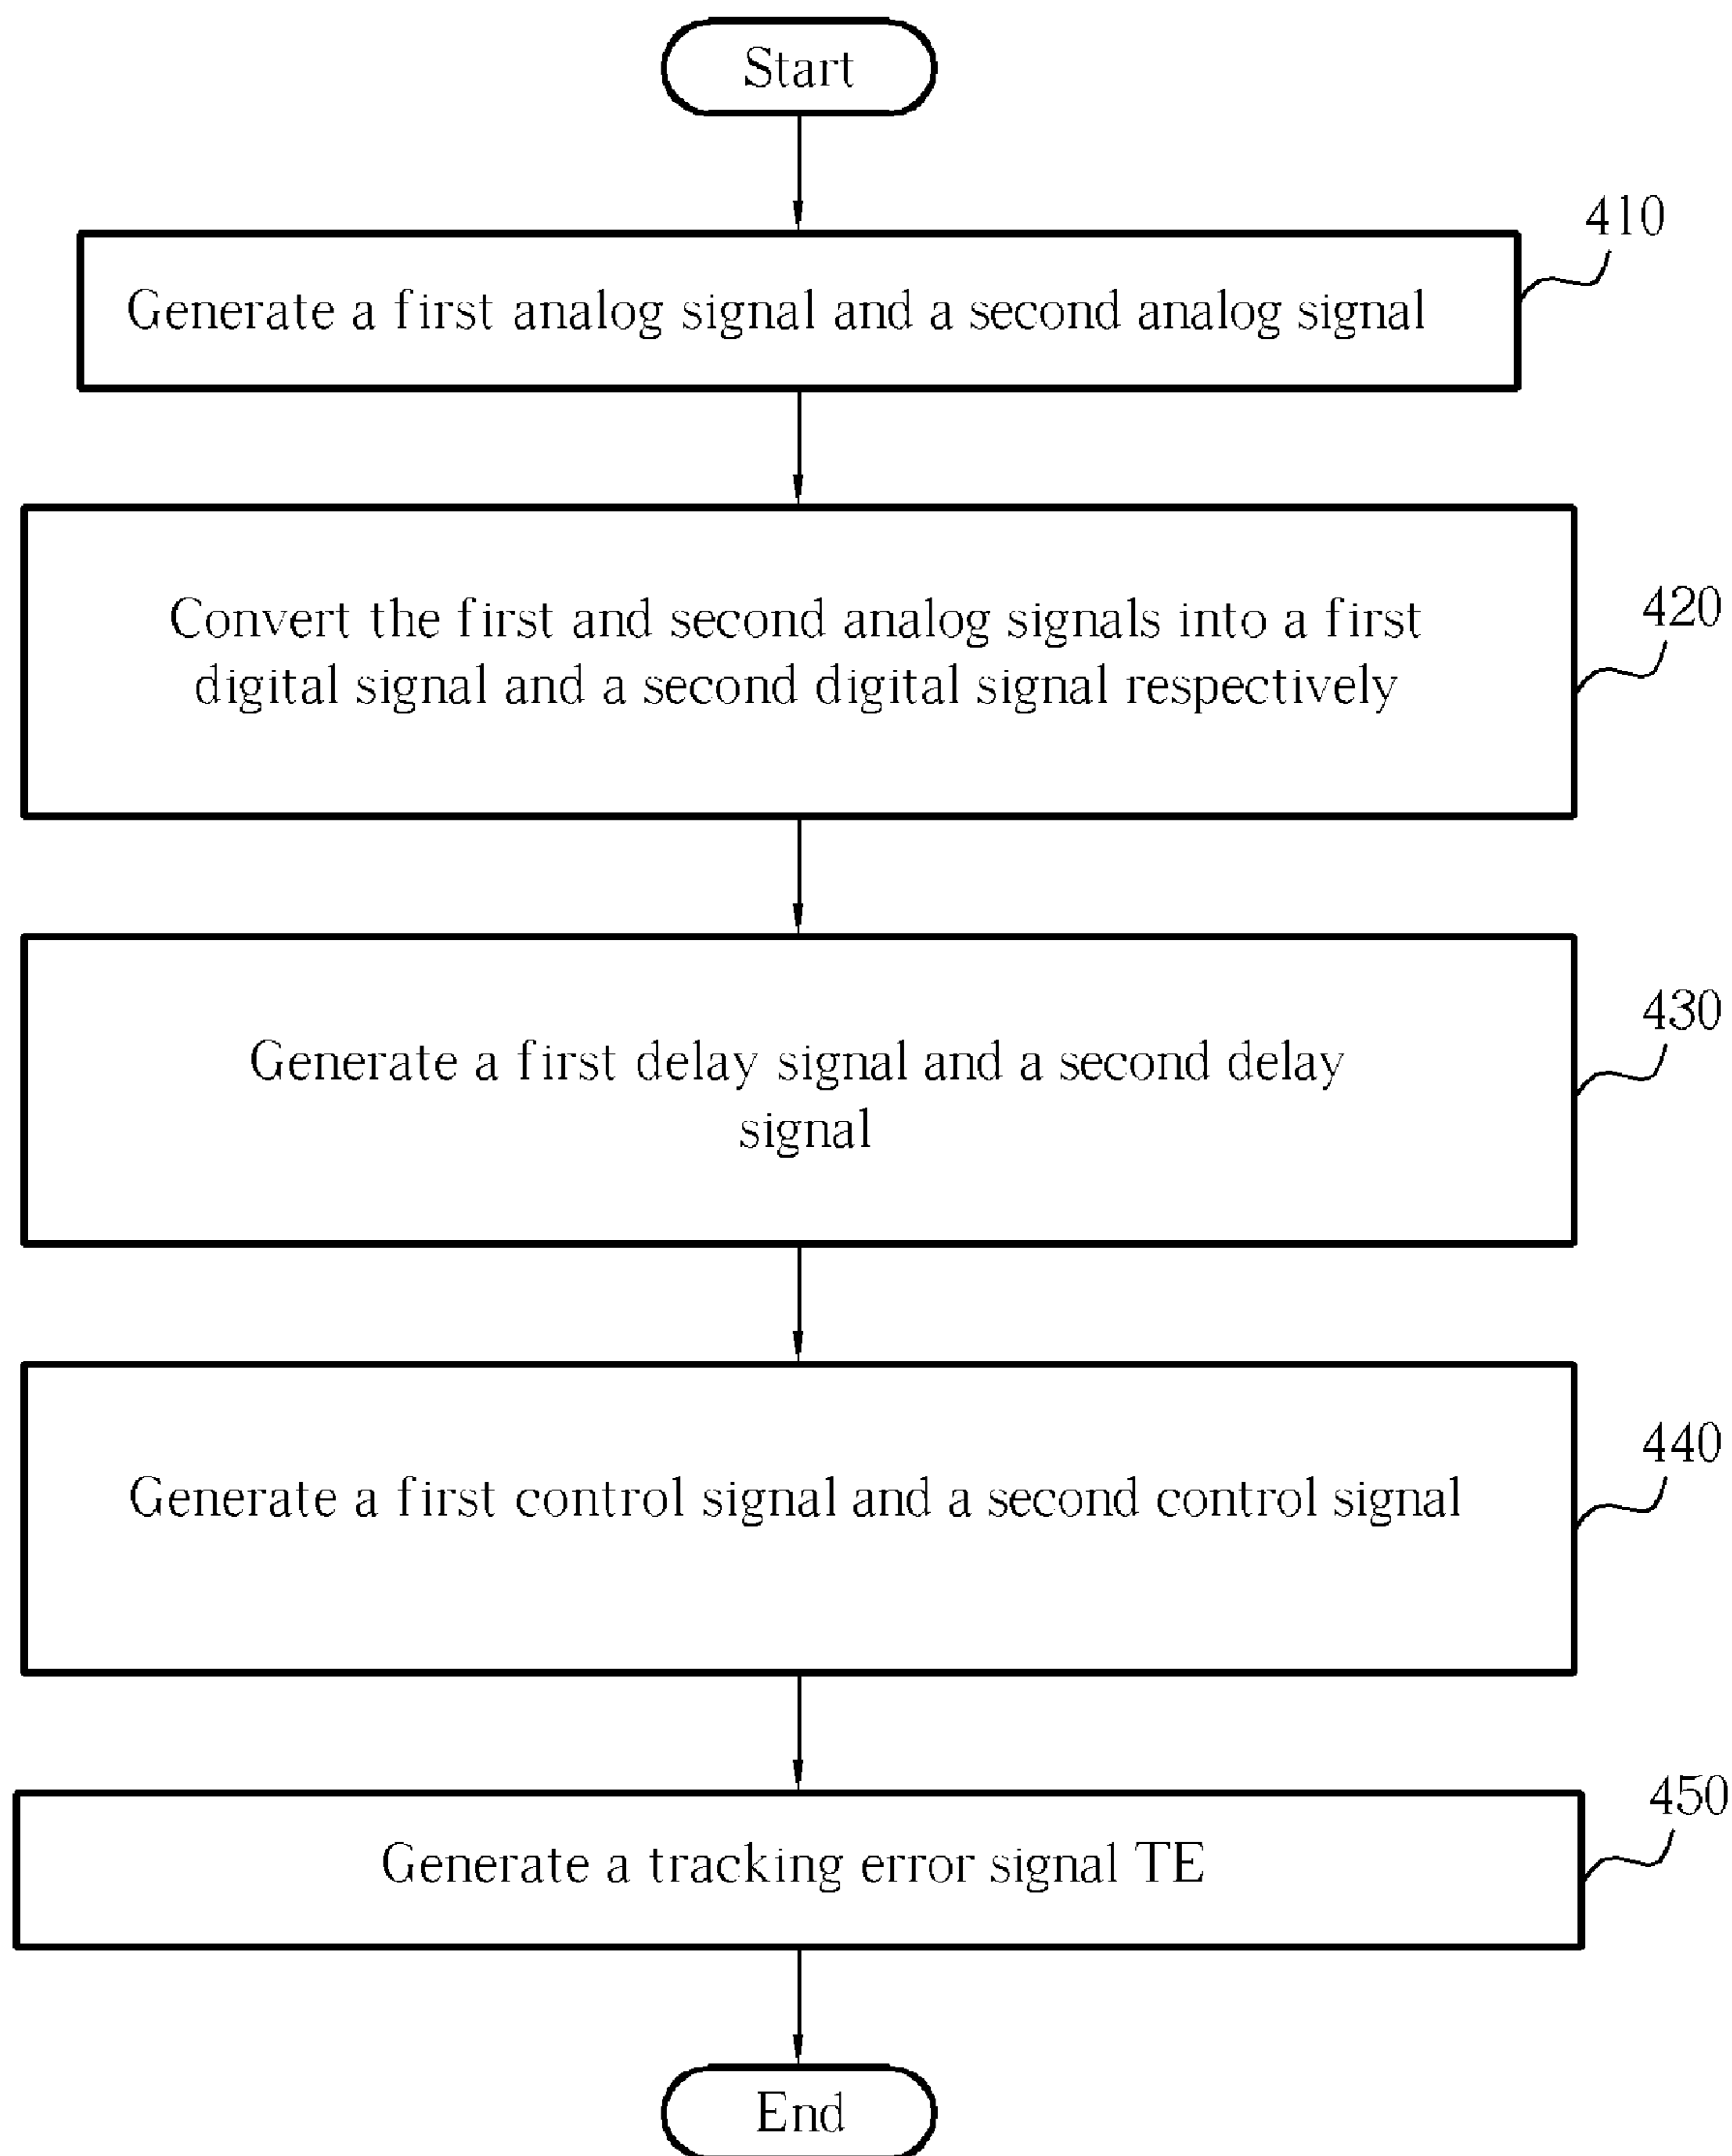 Start
410
Generate a first analog signal and a second analog signal
420
Convert the first and second analog signals into a first
digital signal and a second digital signal respectively
430
Generate a first delay signal and a second delay
signal
440
Generate a first control signal and a second control signal
450
Generate a tracking error signal TE
End